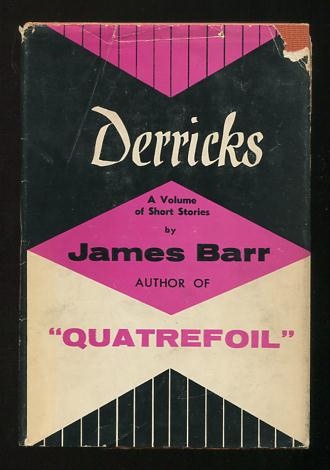 Derricks
A Volume
of Short Stories
by
James Barr
AUTHOR OF
"QUATREFOIL"